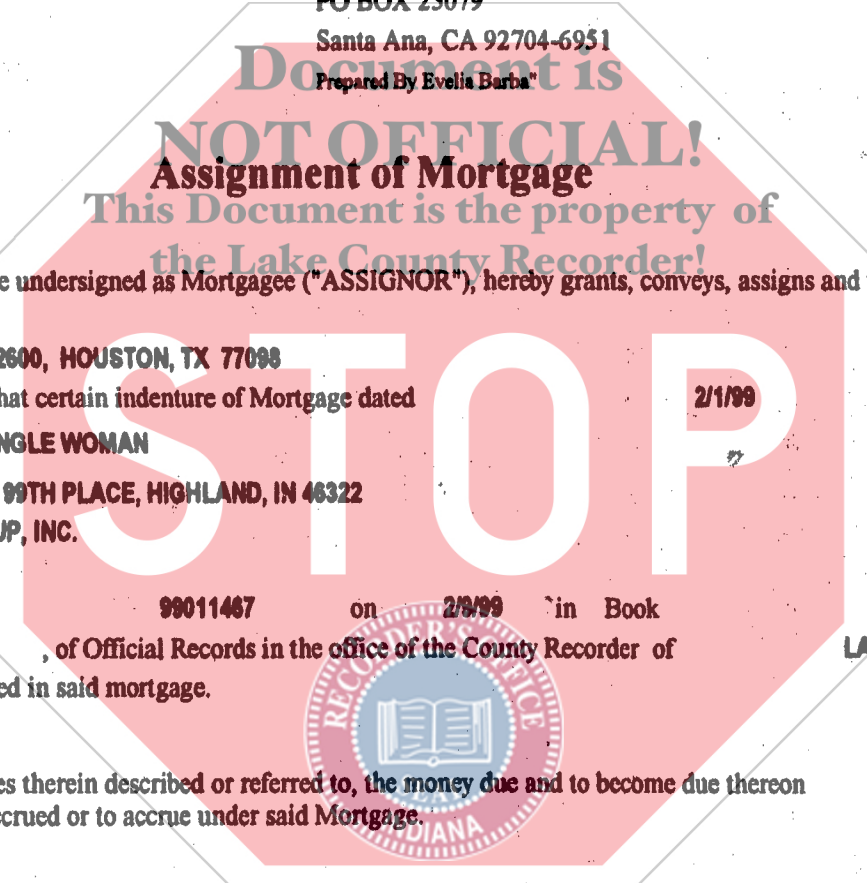 PO BOX 25079
Santa Ana, CA 92704-6951
Document is
Prepared By Evelia Barba"
NOT OFFICIAL!
Assignment of Mortgage
This Document is the property of
the Lake County Recorder!
e undersigned as Mortgagee ("ASSIGNOR"), hereby grants, conveys, assigns and
2600, HOUSTON, TX 77098
hat certain indenture of Mortgage dated 2/1/99
NGLE WOMAN
99TH PLACE, HIGHLAND, IN 46322
UP, INC.
STOP
99011467 on 2/9/99 in Book
, of Official Records in the office of the County Recorder of LA
ed in said mortgage.
RECORDER'S OFFICE
es therein described or referred to, the money due and to become due thereon
ccrued or to accrue under said Mortgage.